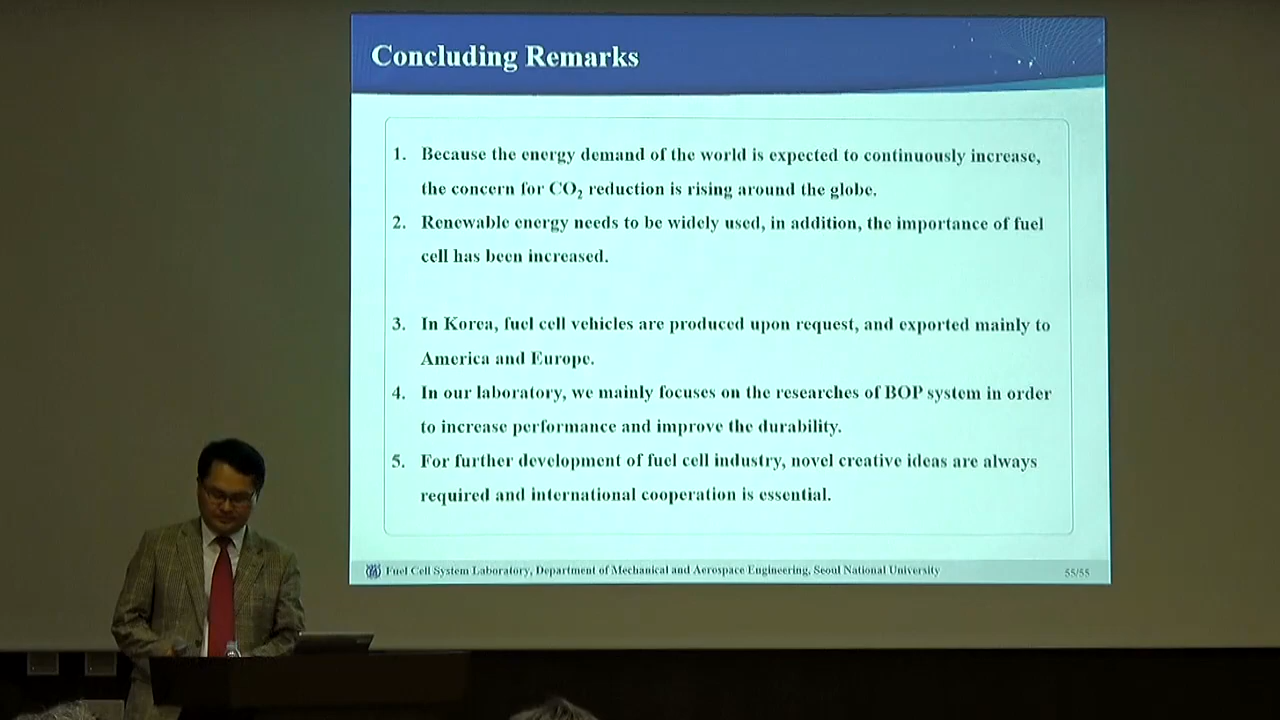 Concluding Remarks
1. Because the energy demand of the world is expected to continuously increase,
the concern for CO₂ reduction is rising around the globe.
2. Renewable energy needs to be widely used, in addition, the importance of fuel
cell has been increased.
3. In Korea, fuel cell vehicles are produced upon request, and exported mainly to
America and Europe.
4. In our laboratory, we mainly focuses on the researches of BOP system in order
to increase performance and improve the durability.
5. For further development of fuel cell industry, novel creative ideas are always
required and international cooperation is essential.
Fuel Cell System Laboratory, Department of Mechanical and Aerospace Engineering, Seoul National University
55/55